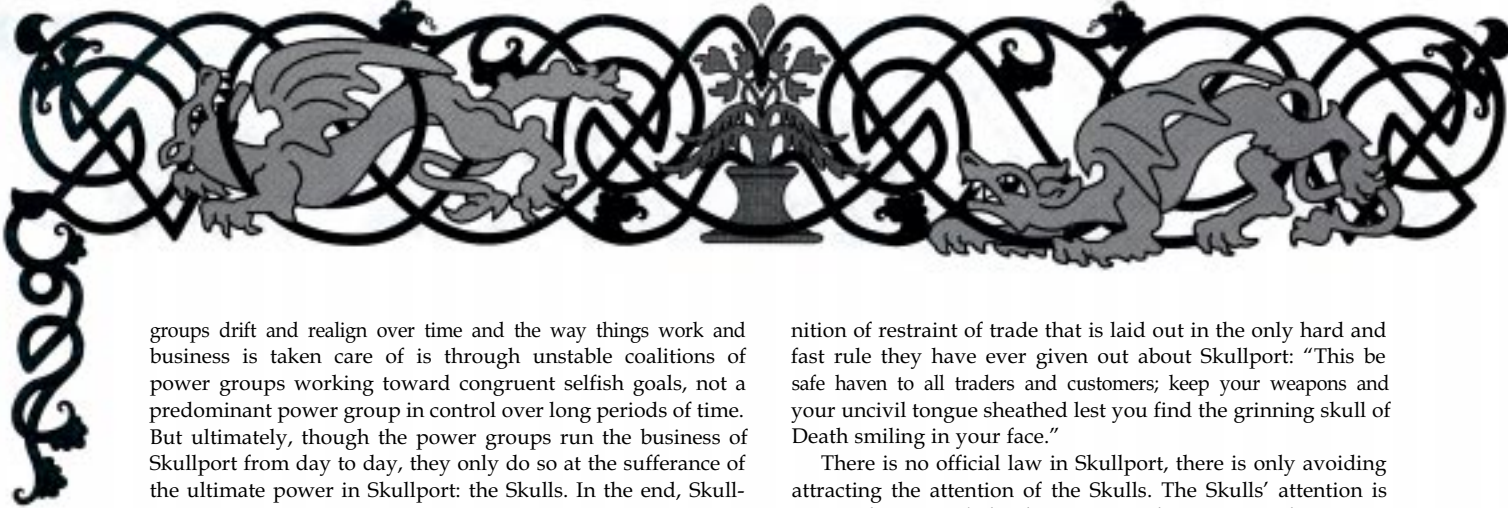 groups drift and realign over time and the way things work and
business is taken care of is through unstable coalitions of
power groups working toward congruent selfish goals, not a
predominant power group in control over long periods of time.
But ultimately, though the power groups run the business of
Skullport from day to day, they only do so at the sufferance of
the ultimate power in Skullport: the Skulls. In the end, Skull-
nition of restraint of trade that is laid out in the only hard and
fast rule they have ever given out about Skullport: “This be
safe haven to all traders and customers; keep your weapons and
your uncivil tongue sheathed lest you find the grinning skull of
Death smiling in your face.”
There is no official law in Skullport, there is only avoiding
attracting the attention of the Skulls. The Skulls’ attention is